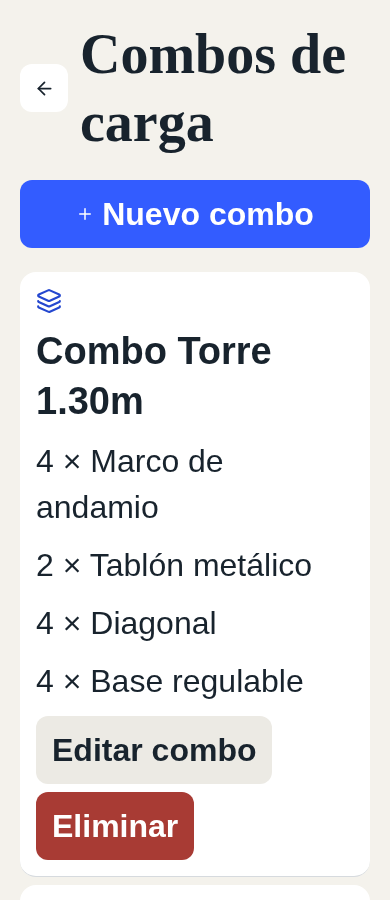 Combos de
carga
+ Nuevo combo
Combo Torre
1.30m
4 × Marco de
andamio
2 × Tablón metálico
4 × Diagonal
4 × Base regulable
Editar combo
Eliminar